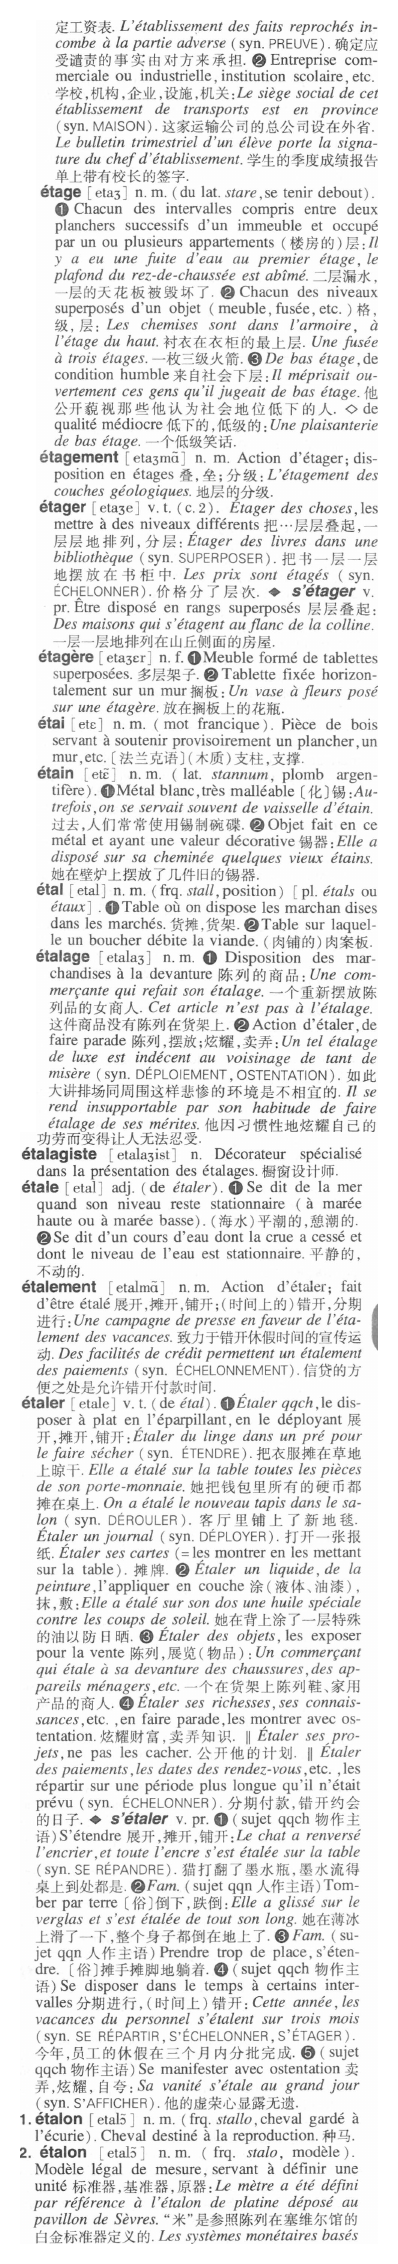 定工资表. L'établissement des faits reprochés in-
combe à la partie adverse (syn. PREUVE). 确定应
受谴责的事实由对方来承担. ❷ Entreprise com-
merciale ou industrielle, institution scolaire, etc.
学校,机构,企业,设施,机关: Le siège social de cet
établissement de transports est en province
(syn. MAISON). 这家运输公司的总公司设在外省.
Le bulletin trimestriel d'un élève porte la signa-
ture du chef d'établissement. 学生的季度成绩报告
单上带有校长的签字.
étage [etaʒ] n. m. (du lat. stare, se tenir debout).
❶ Chacun des intervalles compris entre deux
planchers successifs d'un immeuble et occupé
par un ou plusieurs appartements (楼房的)层: Il
y a eu une fuite d'eau au premier étage, le
plafond du rez-de-chaussée est abîmé. 二层漏水,
一层的天花板被毁坏了. ❷ Chacun des niveaux
superposés d'un objet (meuble, fusée, etc.) 格,
级, 层: Les chemises sont dans l'armoire, à
l'étage du haut. 衬衣在衣柜的最上层. Une fusée
à trois étages. 一枚三级火箭. ❸ De bas étage, de
condition humble 来自社会下层: Il méprisait ou-
vertement ces gens qu'il jugeait de bas étage. 他
公开藐视那些他认为社会地位低下的人. ◇ de
qualité médiocre 低下的,低级的: Une plaisanterie
de bas étage. 一个低级笑话.
étagement [etaʒmɑ̃] n. m. Action d'étager; dis-
position en étages 叠,垒;分级: L'étagement des
couches géologiques. 地层的分级.
étager [etaʒe] v. t. (c. 2). Étager des choses, les
mettre à des niveaux différents 把…层层叠起,一
层层地排列,分层: Étager des livres dans une
bibliothèque (syn. SUPERPOSER). 把书一层一层
地摆放在书柜中. Les prix sont étagés (syn.
ÉCHELONNER). 价格分了层次. ◆ s'étager v.
pr. Être disposé en rangs superposés 层层叠起:
Des maisons qui s'étagent au flanc de la colline.
一层一层地排列在山丘侧面的房屋.
étagère [etaʒɛr] n. f. ❶ Meuble formé de tablettes
superposées. 多层架子. ❷ Tablette fixée horizon-
talement sur un mur 搁板: Un vase à fleurs posé
sur une étagère. 放在搁板上的花瓶.
étai [etɛ] n. m. (mot francique). Pièce de bois
servant à soutenir provisoirement un plancher, un
mur, etc. [法兰克语](木质)支柱,支撑.
étain [etɛ̃] n. m. (lat. stannum, plomb argen-
tifère). ❶ Métal blanc, très malléable 〔化〕锡: Au-
trefois, on se servait souvent de vaisselle d'étain.
过去,人们常常使用锡制碗碟. ❷ Objet fait en ce
métal et ayant une valeur décorative 锡器: Elle a
disposé sur sa cheminée quelques vieux étains.
她在壁炉上摆放了几件旧的锡器.
étal [etal] n. m. (frq. stall, position) [pl. étals ou
étaux]. ❶ Table où on dispose les marchan dises
dans les marchés. 货摊,货架. ❷ Table sur laquel-
le un boucher débite la viande. (肉铺的)肉案板.
étalage [etalaʒ] n. m. ❶ Disposition des mar-
chandises à la devanture 陈列的商品: Une com-
merçante qui refait son étalage. 一个重新摆放陈
列品的女商人. Cet article n'est pas à l'étalage.
这件商品没有陈列在货架上. ❷ Action d'étaler, de
faire parade 陈列,摆放;炫耀,卖弄: Un tel étalage
de luxe est indécent au voisinage de tant de
misère (syn. DÉPLOIEMENT, OSTENTATION). 如此
大讲排场同周围这样悲惨的环境是不相宜的. Il se
rend insupportable par son habitude de faire
étalage de ses mérites. 他因习惯性地炫耀自己的
功劳而变得让人无法忍受.
étalagiste [etalaʒist] n. Décorateur spécialisé
dans la présentation des étalages. 橱窗设计师.
étale [etal] adj. (de étaler). ❶ Se dit de la mer
quand son niveau reste stationnaire (à marée
haute ou à marée basse). (海水)平潮的,憩潮的.
❷ Se dit d'un cours d'eau dont la crue a cessé et
dont le niveau de l'eau est stationnaire. 平静的,
不动的.
étalement [etalmɑ̃] n. m. Action d'étaler; fait
d'être étalé 展开,摊开,铺开;(时间上的)错开,分期
进行: Une campagne de presse en faveur de l'éta-
lement des vacances. 致力于错开休假时间的宣传运
动. Des facilités de crédit permettent un étalement
des paiements (syn. ÉCHELONNEMENT). 信贷的方
便之处是允许错开付款时间.
étaler [etale] v. t. (de étal). ❶ Étaler qqch, le dis-
poser à plat en l'éparpillant, en le déployant 展
开,摊开,铺开: Étaler du linge dans un pré pour
le faire sécher (syn. ÉTENDRE). 把衣服摊在草地
上晾干. Elle a étalé sur la table toutes les pièces
de son porte-monnaie. 她把钱包里所有的硬币都
摊在桌上. On a étalé le nouveau tapis dans le sa-
lon (syn. DÉROULER). 客厅里铺上了新地毯.
Étaler un journal (syn. DÉPLOYER). 打开一张报
纸. Étaler ses cartes (= les montrer en les mettant
sur la table). 摊牌. ❷ Étaler un liquide, de la
peinture, l'appliquer en couche 涂(液体、油漆),
抹,敷: Elle a étalé sur son dos une huile spéciale
contre les coups de soleil. 她在背上涂了一层特殊
的油以防日晒. ❸ Étaler des objets, les exposer
pour la vente 陈列,展览(物品): Un commerçant
qui étale à sa devanture des chaussures, des ap-
pareils ménagers, etc. 一个在货架上陈列鞋、家用
产品的商人. ❹ Étaler ses richesses, ses connais-
sances, etc., en faire parade, les montrer avec os-
tentation. 炫耀财富,卖弄知识. ‖ Étaler ses pro-
jets, ne pas les cacher. 公开他的计划. ‖ Étaler
des paiements, les dates des rendez-vous, etc., les
répartir sur une période plus longue qu'il n'était
prévu (syn. ÉCHELONNER). 分期付款,错开约会
的日子. ◆ s'étaler v. pr. ❶ (sujet qqch 物作主
语) S'étendre 展开,摊开,铺开: Le chat a renversé
l'encrier, et toute l'encre s'est étalée sur la table
(syn. SE RÉPANDRE). 猫打翻了墨水瓶,墨水流得
桌上到处都是. ❷ Fam. (sujet qqn 人作主语) Tom-
ber par terre 〔俗〕倒下,跌倒: Elle a glissé sur le
verglas et s'est étalée de tout son long. 她在薄冰
上滑了一下,整个身子都倒在地上了. ❸ Fam. (su-
jet qqn 人作主语) Prendre trop de place, s'éten-
dre. 〔俗〕摊手摊脚地躺着. ❹ (sujet qqch 物作主
语) Se disposer dans le temps à certains inter-
valles 分期进行,(时间上)错开: Cette année, les
vacances du personnel s'étalent sur trois mois
(syn. SE RÉPARTIR, S'ÉCHELONNER, S'ÉTAGER).
今年,员工的休假在三个月内分批完成. ❺ (sujet
qqch 物作主语) Se manifester avec ostentation 卖
弄,炫耀,自夸: Sa vanité s'étale au grand jour
(syn. S'AFFICHER). 他的虚荣心显露无遗.
1. étalon [etalɔ̃] n. m. (frq. stallo, cheval gardé à
l'écurie). Cheval destiné à la reproduction. 种马.
2. étalon [etalɔ̃] n. m. (frq. stalo, modèle).
Modèle légal de mesure, servant à définir une
unité 标准器,基准器,原器: Le mètre a été défini
par référence à l'étalon de platine déposé au
pavillon de Sèvres. “米”是参照陈列在塞维尔馆的
白金标准器定义的. Les systèmes monétaires basés